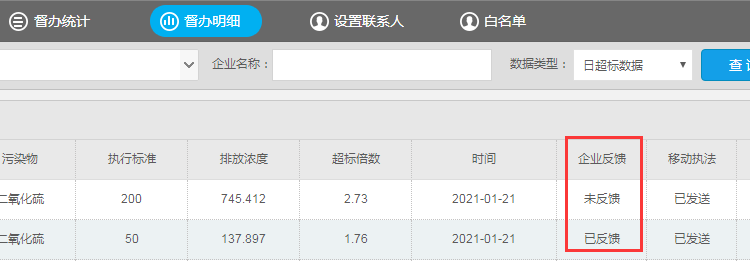 督办统计 督办明细 设置联系人 白名单
企业名称： 数据类型： 日超标数据 查
污染物 执行标准 排放浓度 超标倍数 时间 企业反馈 移动执法
二氧化硫 200 745.412 2.73 2021-01-21 未反馈 已发送
二氧化硫 50 137.897 1.76 2021-01-21 已反馈 已发送